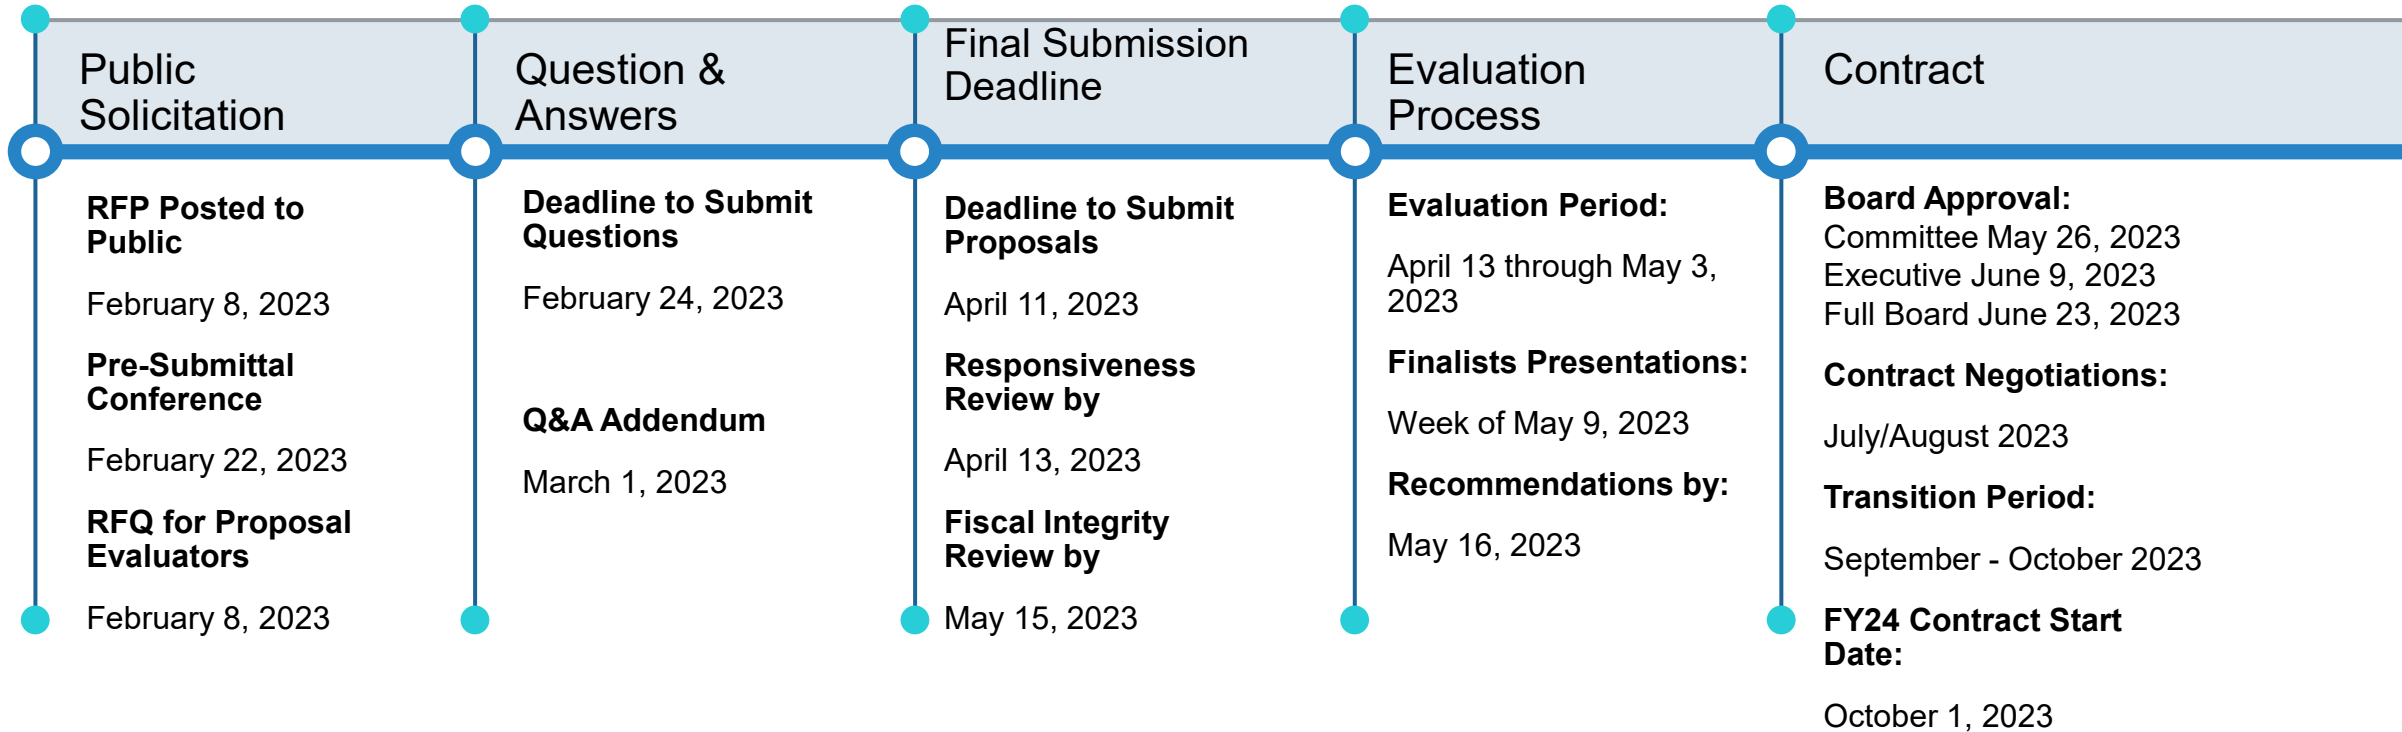 Public
Solicitation
RFP Posted to
Public
February 8, 2023
Pre-Submittal
Conference
February 22, 2023
RFQ for Proposal
Evaluators
February 8, 2023
Question &
Answers
Deadline to Submit
Questions
February 24, 2023
Q&A Addendum
March 1, 2023
Final Submission
Deadline
Deadline to Submit
Proposals
April 11, 2023
Responsiveness
Review by
April 13, 2023
Fiscal Integrity
Review by
May 15, 2023
Evaluation
Process
Evaluation Period:
April 13 through May 3,
2023
Finalists Presentations:
Week of May 9, 2023
Recommendations by:
May 16, 2023
Contract
Board Approval:
Committee May 26, 2023
Executive June 9, 2023
Full Board June 23, 2023
Contract Negotiations:
July/August 2023
Transition Period:
September - October 2023
FY24 Contract Start
Date:
October 1, 2023